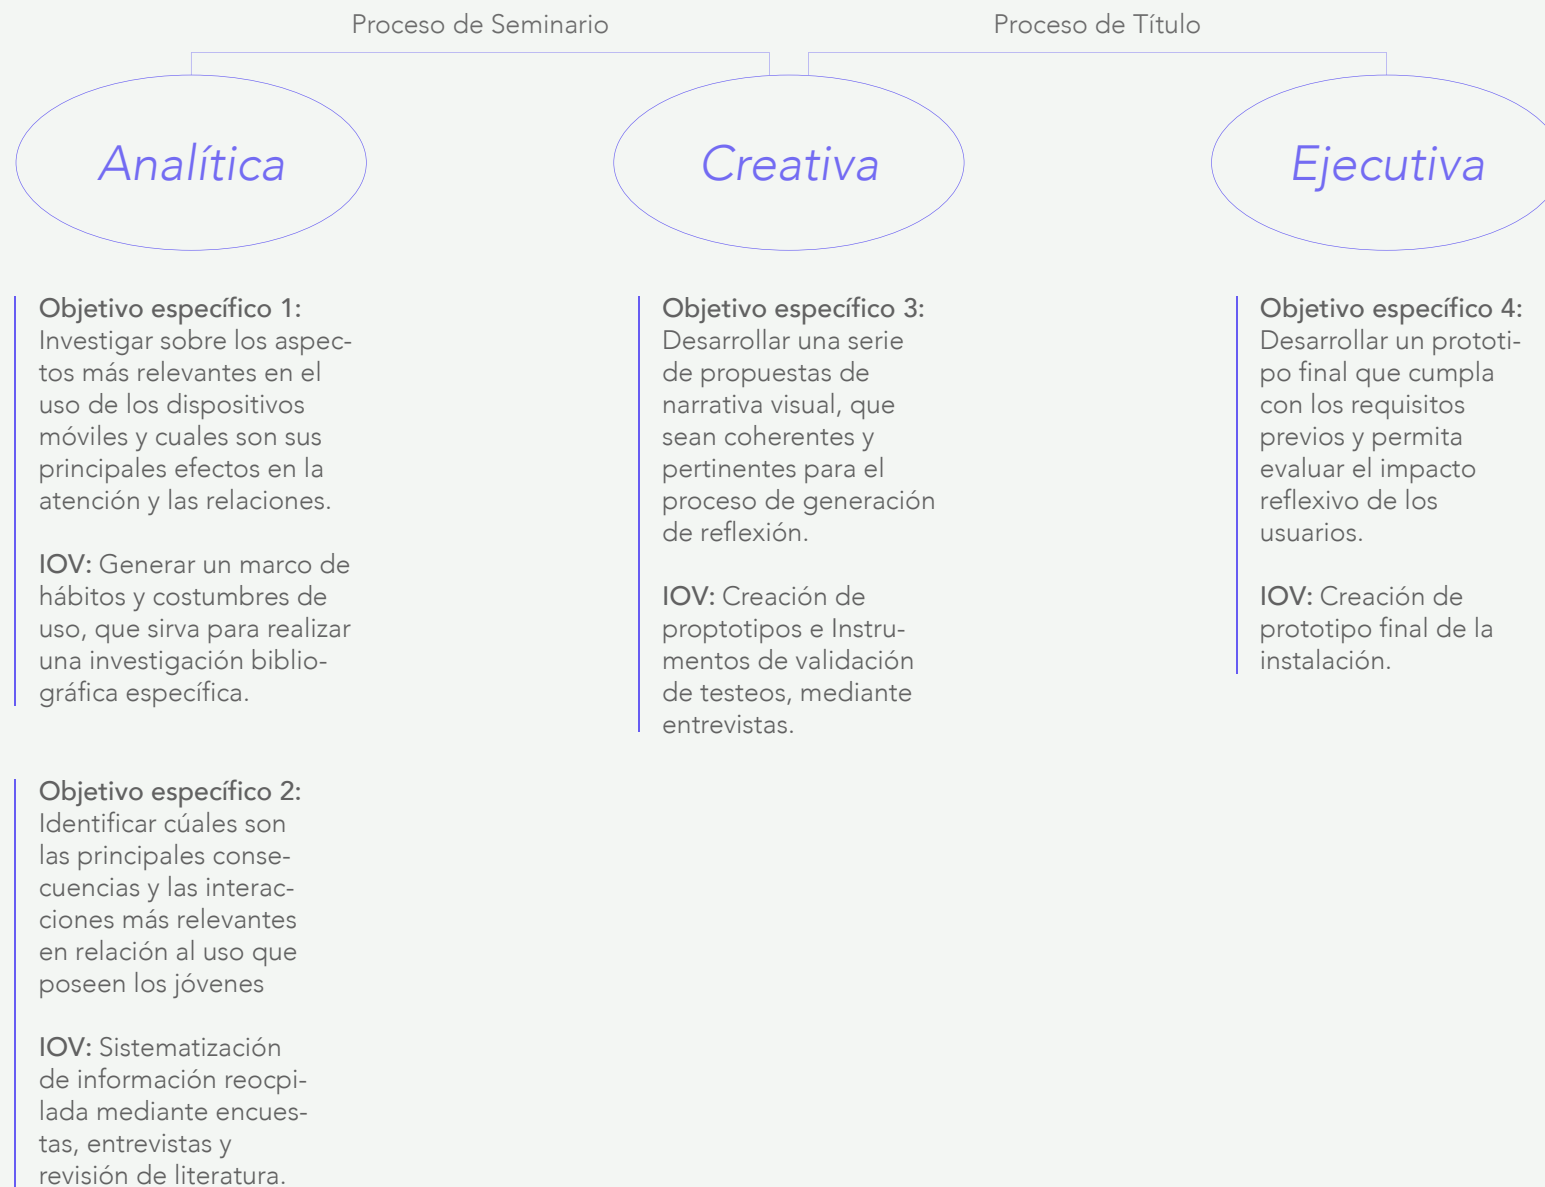 Proceso de Seminario
Proceso de Título
Analítica
Creativa
Ejecutiva
Objetivo específico 1:
Investigar sobre los aspec-
tos más relevantes en el
uso de los dispositivos
móviles y cuales son sus
principales efectos en la
atención y las relaciones.
IOV: Generar un marco de
hábitos y costumbres de
uso, que sirva para realizar
una investigación biblio-
gráfica específica.
Objetivo específico 2:
Identificar cúales son
las principales conse-
cuencias y las interac-
ciones más relevantes
en relación al uso que
poseen los jóvenes
IOV: Sistematización
de información reocpi-
lada mediante encues-
tas, entrevistas y
revisión de literatura.
Objetivo específico 3:
Desarrollar una serie
de propuestas de
narrativa visual, que
sean coherentes y
pertinentes para el
proceso de generación
de reflexión.
IOV: Creación de
proptotipos e Instru-
mentos de validación
de testeos, mediante
entrevistas.
Objetivo específico 4:
Desarrollar un prototi-
po final que cumpla
con los requisitos
previos y permita
evaluar el impacto
reflexivo de los
usuarios.
IOV: Creación de
prototipo final de la
instalación.